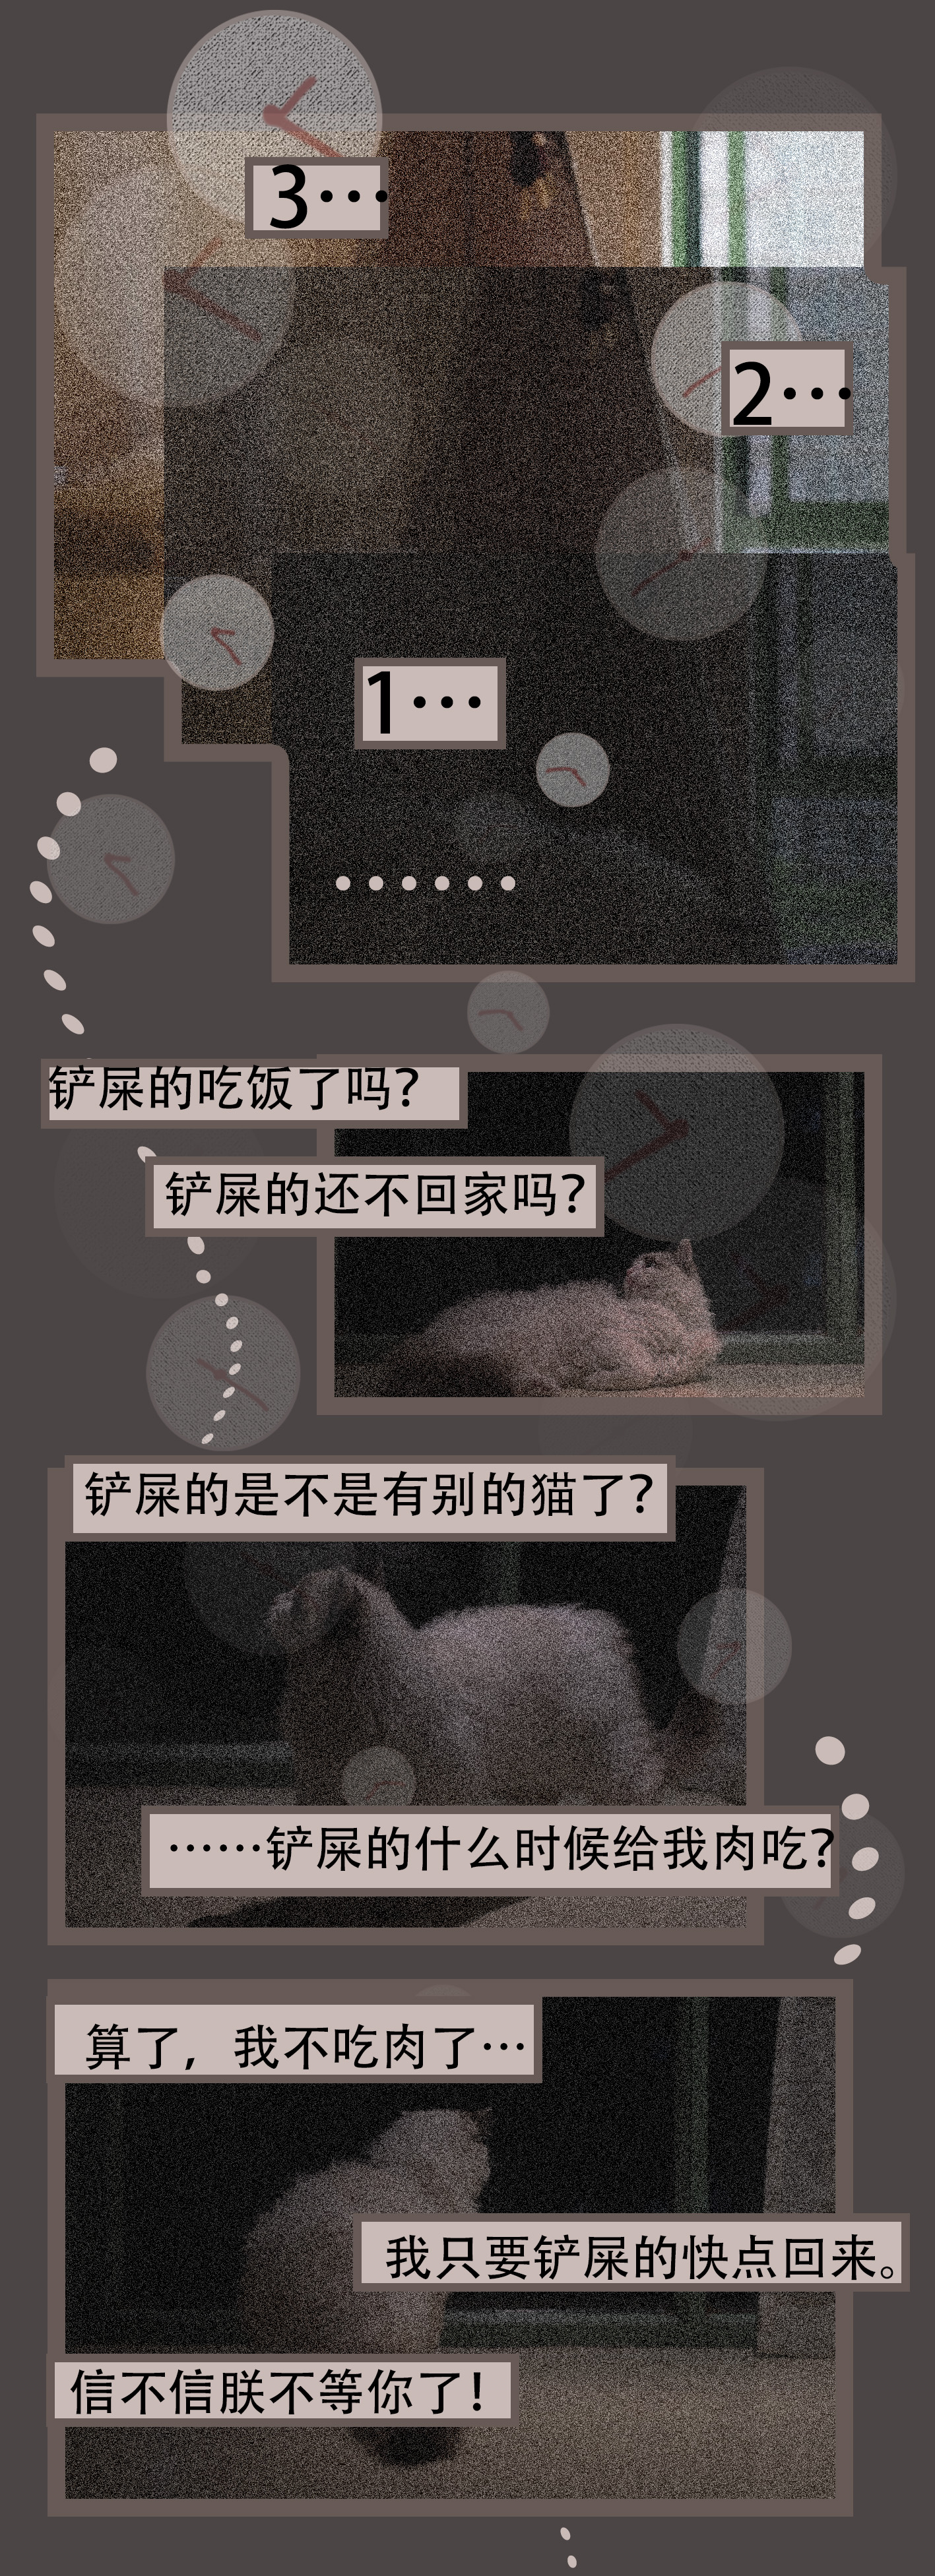 3…
2…
1…
……
铲屎的吃饭了吗？
铲屎的还不回家吗？
铲屎的是不是有别的猫了？
……铲屎的什么时候给我肉吃？
算了，我不吃肉了…
我只要铲屎的快点回来。
信不信朕不等你了！